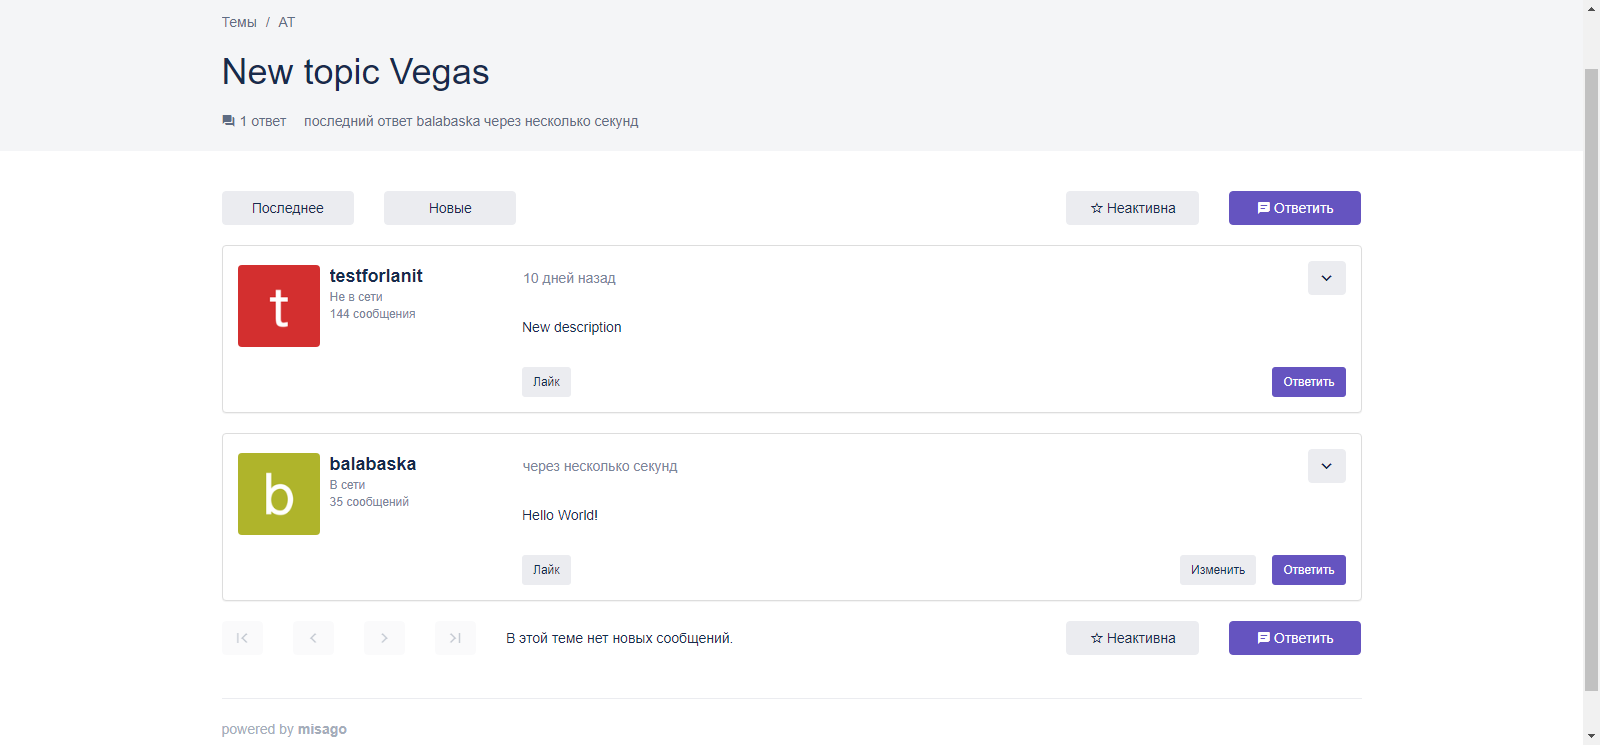 Темы / AT
New topic Vegas
1 ответ последний ответ balabaska через несколько секунд
Последнее Новые Неактивна Ответить
t
testforlanit
Не в сети
144 сообщения
10 дней назад
New description
Лайк Ответить
b
balabaska
В сети
35 сообщений
через несколько секунд
Hello World!
Лайк Изменить Ответить
В этой теме нет новых сообщений. Неактивна Ответить
powered by misago